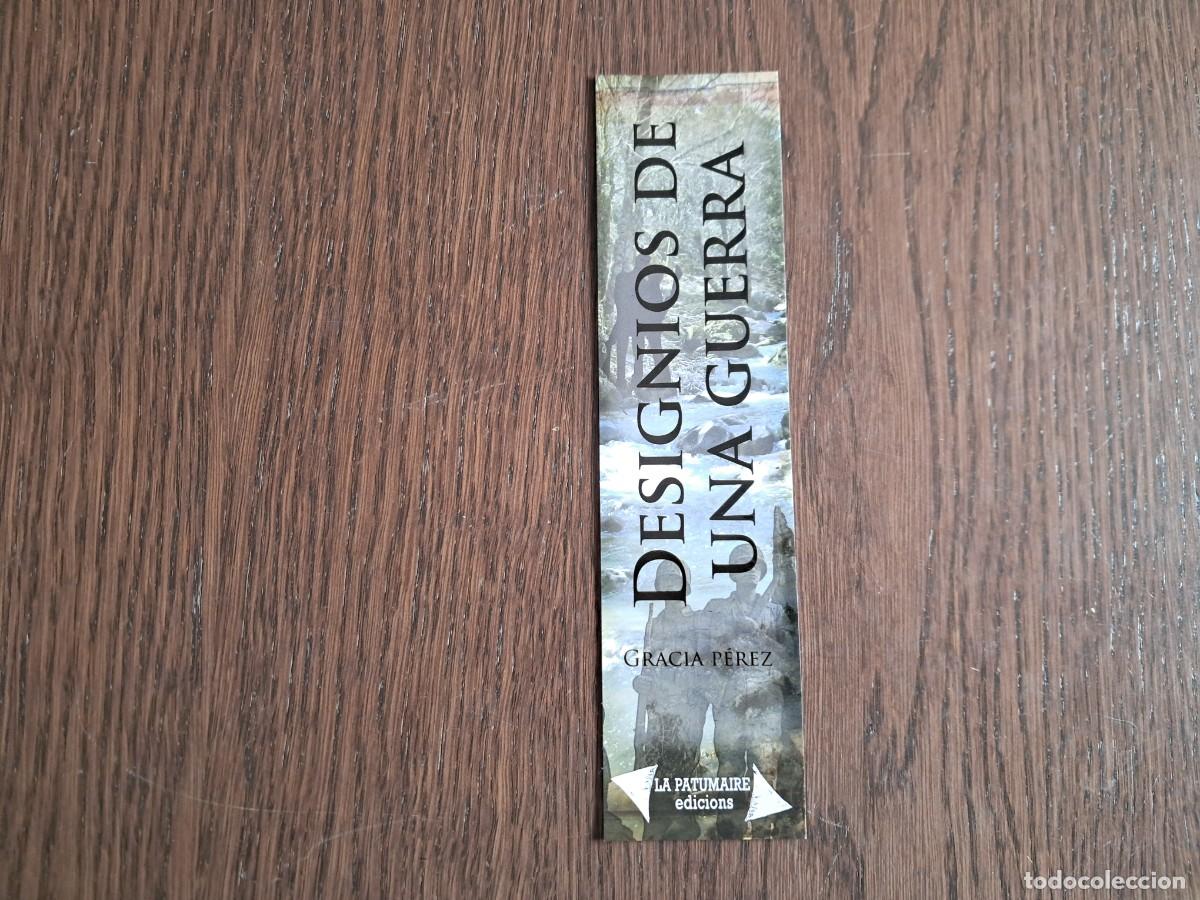 DESIGNIOS DE
UNA GUERRA
GRACIA PÉREZ
LA PATUMAIRE
edicions
todocoleccion